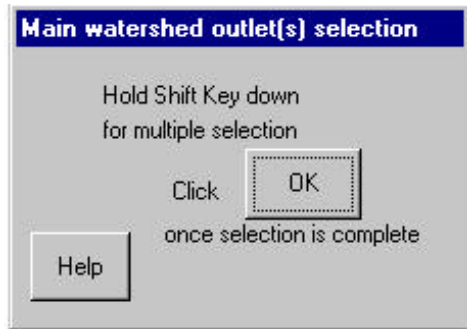 Main watershed outlet(s) selection
Hold Shift Key down
for multiple selection
Click OK
once selection is complete
Help